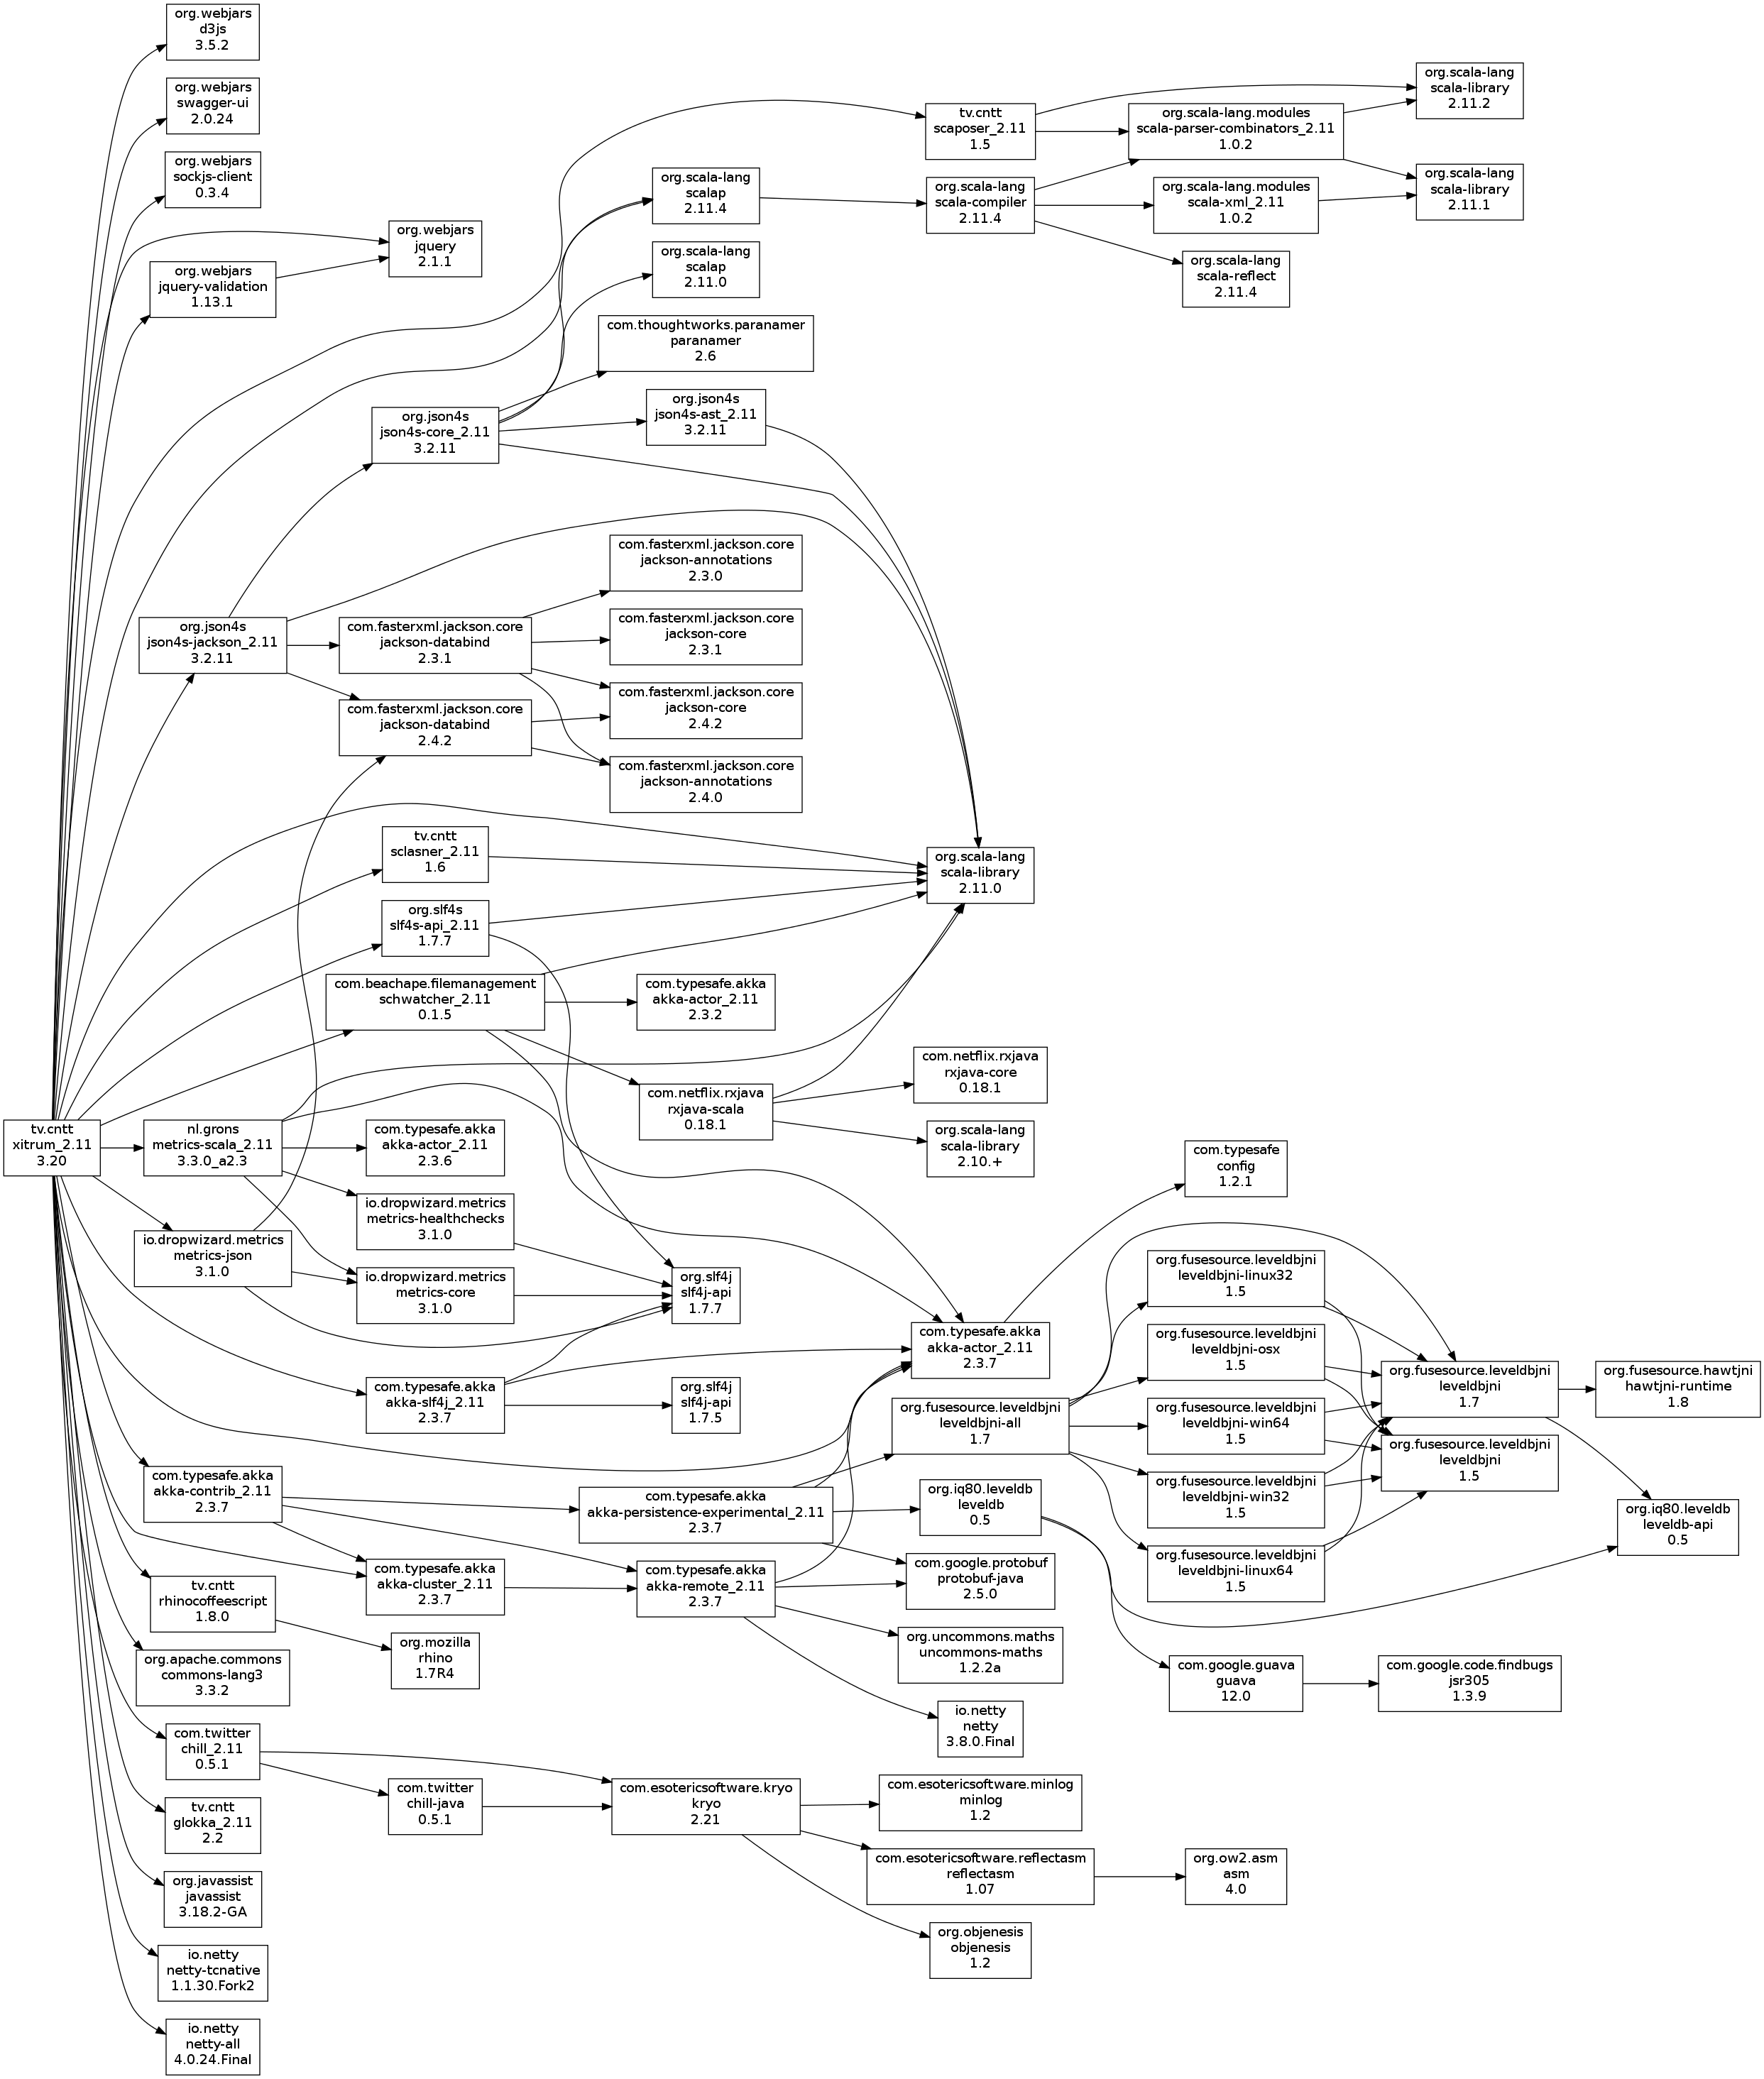 org.webjars
d3js
3.5.2
org.webjars
swagger-ui
2.0.24
org.webjars
sockjs-client
0.3.4
org.webjars
jquery
2.1.1
org.webjars
jquery-validation
1.13.1
tv.cntt
scaposer_2.11
1.5
org.scala-lang
scala-library
2.11.2
org.scala-lang.modules
scala-parser-combinators_2.11
1.0.2
org.scala-lang
scalap
2.11.4
org.scala-lang
scala-compiler
2.11.4
org.scala-lang.modules
scala-xml_2.11
1.0.2
org.scala-lang
scala-library
2.11.1
org.scala-lang
scalap
2.11.0
org.scala-lang
scala-reflect
2.11.4
com.thoughtworks.paranamer
paranamer
2.6
org.json4s
json4s-core_2.11
3.2.11
org.json4s
json4s-ast_2.11
3.2.11
com.fasterxml.jackson.core
jackson-annotations
2.3.0
org.json4s
json4s-jackson_2.11
3.2.11
com.fasterxml.jackson.core
jackson-databind
2.3.1
com.fasterxml.jackson.core
jackson-core
2.3.1
com.fasterxml.jackson.core
jackson-databind
2.4.2
com.fasterxml.jackson.core
jackson-core
2.4.2
com.fasterxml.jackson.core
jackson-annotations
2.4.0
tv.cntt
sclasner_2.11
1.6
org.scala-lang
scala-library
2.11.0
org.slf4s
slf4s-api_2.11
1.7.7
com.beachape.filemanagement
schwatcher_2.11
0.1.5
com.typesafe.akka
akka-actor_2.11
2.3.2
com.netflix.rxjava
rxjava-core
0.18.1
com.netflix.rxjava
rxjava-scala
0.18.1
org.scala-lang
scala-library
2.10.+
tv.cntt
xitrum_2.11
3.20
nl.grons
metrics-scala_2.11
3.3.0_a2.3
com.typesafe.akka
akka-actor_2.11
2.3.6
com.typesafe
config
1.2.1
io.dropwizard.metrics
metrics-healthchecks
3.1.0
io.dropwizard.metrics
metrics-json
3.1.0
io.dropwizard.metrics
metrics-core
3.1.0
org.slf4j
slf4j-api
1.7.7
org.fusesource.leveldbjni
leveldbjni-linux32
1.5
com.typesafe.akka
akka-actor_2.11
2.3.7
org.fusesource.leveldbjni
leveldbjni-osx
1.5
org.fusesource.leveldbjni
leveldbjni
1.7
org.fusesource.hawtjni
hawtjni-runtime
1.8
com.typesafe.akka
akka-slf4j_2.11
2.3.7
org.slf4j
slf4j-api
1.7.5
org.fusesource.leveldbjni
leveldbjni-all
1.7
org.fusesource.leveldbjni
leveldbjni-win64
1.5
org.fusesource.leveldbjni
leveldbjni
1.5
com.typesafe.akka
akka-contrib_2.11
2.3.7
com.typesafe.akka
akka-persistence-experimental_2.11
2.3.7
org.iq80.leveldb
leveldb
0.5
org.fusesource.leveldbjni
leveldbjni-win32
1.5
org.iq80.leveldb
leveldb-api
0.5
com.typesafe.akka
akka-cluster_2.11
2.3.7
com.typesafe.akka
akka-remote_2.11
2.3.7
com.google.protobuf
protobuf-java
2.5.0
org.fusesource.leveldbjni
leveldbjni-linux64
1.5
tv.cntt
rhinocoffeescript
1.8.0
org.mozilla
rhino
1.7R4
org.uncommons.maths
uncommons-maths
1.2.2a
org.apache.commons
commons-lang3
3.3.2
com.google.guava
guava
12.0
com.google.code.findbugs
jsr305
1.3.9
io.netty
netty
3.8.0.Final
com.twitter
chill_2.11
0.5.1
com.twitter
chill-java
0.5.1
com.esotericsoftware.kryo
kryo
2.21
com.esotericsoftware.minlog
minlog
1.2
tv.cntt
glokka_2.11
2.2
com.esotericsoftware.reflectasm
reflectasm
1.07
org.ow2.asm
asm
4.0
org.javassist
javassist
3.18.2-GA
org.objenesis
objenesis
1.2
io.netty
netty-tcnative
1.1.30.Fork2
io.netty
netty-all
4.0.24.Final